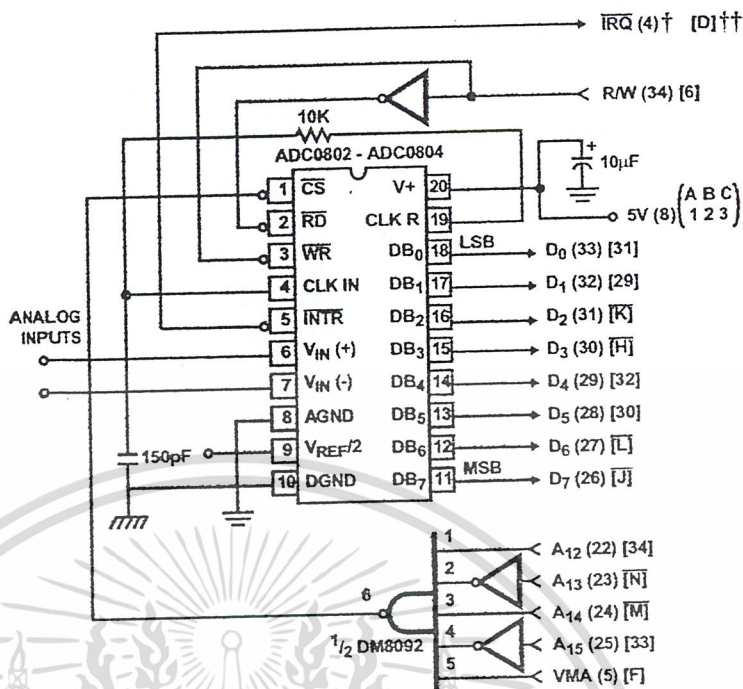 I̅R̅Q̅ (4)† [D]††
R/W (34) [6]
10K
ADC0802 - ADC0804
10µF
5V (8) (A B C
1 2 3)
1 C̅S̅ V+ 20
2 R̅D̅ CLK R 19
3 W̅R̅ DB0 18 LSB D0 (33) [31]
4 CLK IN DB1 17 D1 (32) [29]
5 I̅N̅T̅R̅ DB2 16 D2 (31) [K̅]
ANALOG
INPUTS
6 VIN (+) DB3 15 D3 (30) [H̅]
7 VIN (-) DB4 14 D4 (29) [32]
8 AGND DB5 13 D5 (28) [30]
150pF
9 VREF/2 DB6 12 D6 (27) [L̅]
10 DGND DB7 11 MSB D7 (26) [J̅]
1 A12 (22) [34]
2 A13 (23) [N̅]
6
3 A14 (24) [M̅]
1/2 DM8092
4 A15 (25) [33]
5 VMA (5) [F]